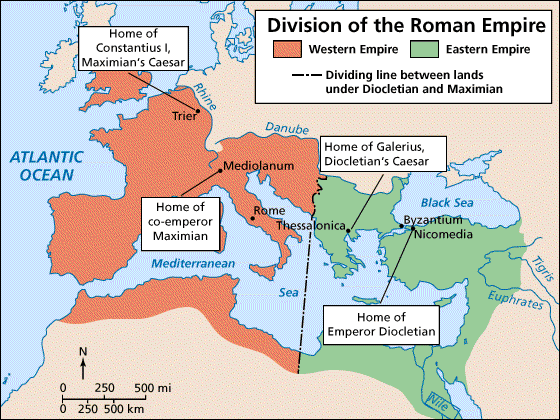 Division of the Roman Empire
Western Empire
Eastern Empire
Dividing line between lands
under Diocletian and Maximian
Home of
Constantius I,
Maximian's Caesar
Rhine
Trier
Danube
Home of Galerius,
Diocletian's Caesar
ATLANTIC
OCEAN
Mediolanum
Black Sea
Home of
co-emperor
Maximian
Rome
Thessalonica
Byzantium
Nicomedia
Mediterranean
Sea
Tigris
Euphrates
Home of
Emperor Diocletian
N
0 250 500 mi
0 250 500 km
Nile